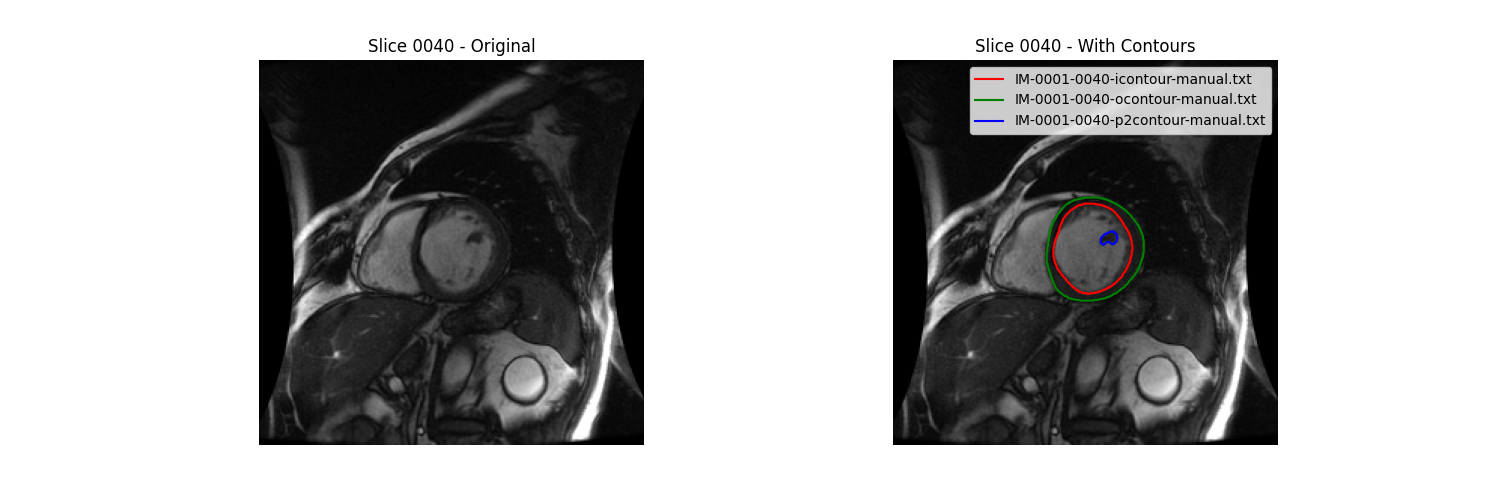 Slice 0040 - Original
Slice 0040 - With Contours
IM-0001-0040-icontour-manual.txt
IM-0001-0040-ocontour-manual.txt
IM-0001-0040-p2contour-manual.txt